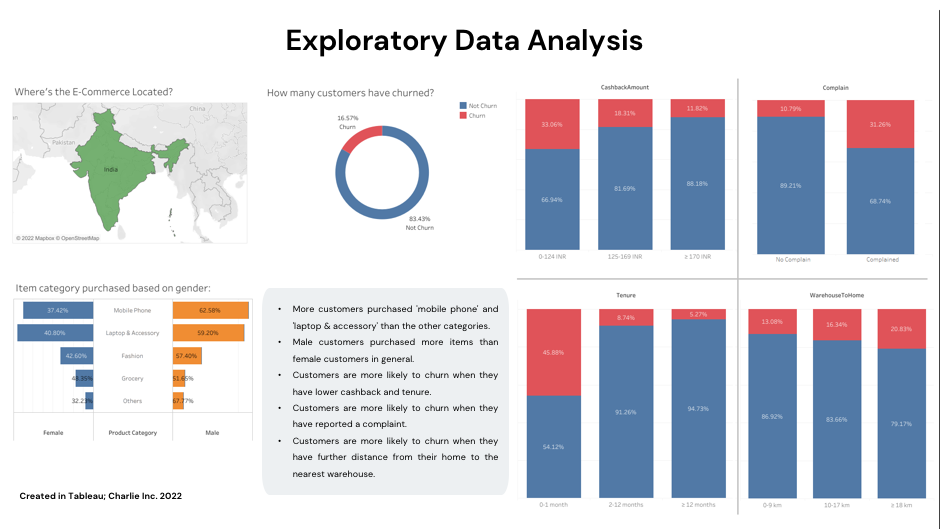 Exploratory Data Analysis
Where's the E-Commerce Located?
China
Pakistan
India
© 2022 Mapbox © OpenStreetMap
How many customers have churned?
Not Churn
Churn
16.57%
Churn
83.43%
Not Churn
CashbackAmount
33.06%
18.31%
11.82%
66.94%
81.69%
88.18%
0-124 INR
125-169 INR
≥ 170 INR
Complain
10.79%
31.26%
89.21%
68.74%
No Complain
Complained
Item category purchased based on gender:
37.42%
Mobile Phone
62.58%
40.80%
Laptop & Accessory
59.20%
42.60%
Fashion
57.40%
48.35%
Grocery
51.65%
32.23%
Others
67.77%
Female
Product Category
Male
• More customers purchased 'mobile phone' and
'laptop & accessory' than the other categories.
• Male customers purchased more items than
female customers in general.
• Customers are more likely to churn when they
have lower cashback and tenure.
• Customers are more likely to churn when they
have reported a complaint.
• Customers are more likely to churn when they
have further distance from their home to the
nearest warehouse.
Tenure
45.88%
8.74%
5.27%
54.12%
91.26%
94.73%
0-1 month
2-12 months
≥ 12 months
WarehouseToHome
13.08%
16.34%
20.83%
86.92%
83.66%
79.17%
0-9 km
10-17 km
≥ 18 km
Created in Tableau; Charlie Inc. 2022